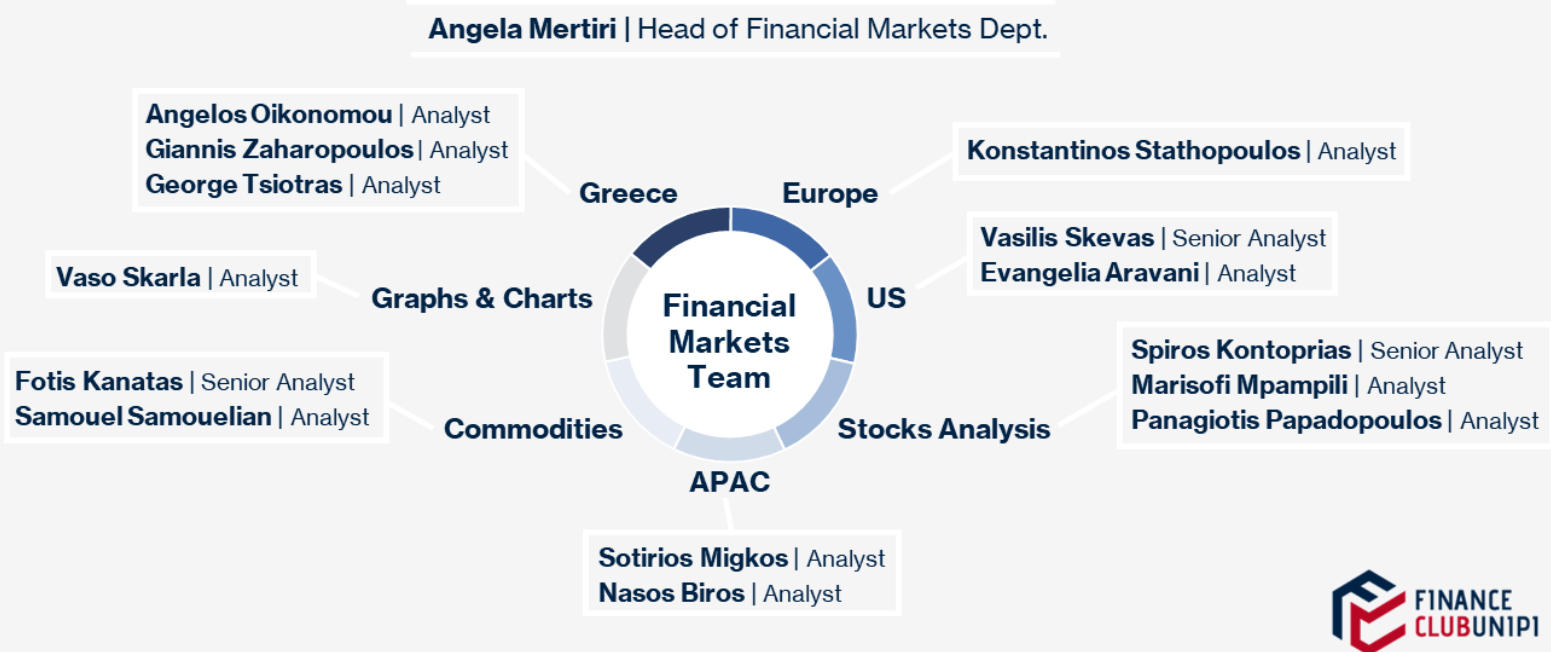 Angela Mertiri | Head of Financial Markets Dept.
Angelos Oikonomou | Analyst
Giannis Zaharopoulos | Analyst
George Tsiotras | Analyst
Greece
Europe
Konstantinos Stathopoulos | Analyst
Vasilis Skevas | Senior Analyst
Evangelia Aravani | Analyst
US
Vaso Skarla | Analyst
Graphs & Charts
Financial
Markets
Team
Spiros Kontoprias | Senior Analyst
Marisofi Mpampili | Analyst
Panagiotis Papadopoulos | Analyst
Stocks Analysis
Fotis Kanatas | Senior Analyst
Samouel Samouelian | Analyst
Commodities
APAC
Sotirios Migkos | Analyst
Nasos Biros | Analyst
FINANCE
CLUBUNIPI